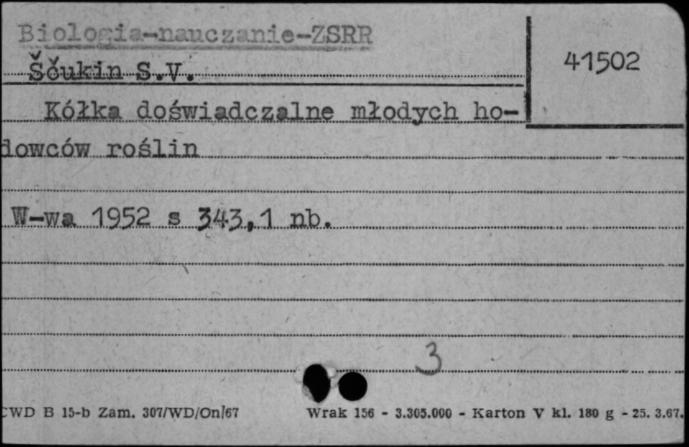 Biologia-nauczanie-ZSRR
41502
Ščukin S.V.
Kółka doświadczalne młodych ho-
dowców roślin
W-wa 1952 s 343,1 nb.
3
CWD B 15-b Zam. 307/WD/On/67 Wrak 156 - 3.305.000 - Karton V kl. 180 g - 25. 3.67.